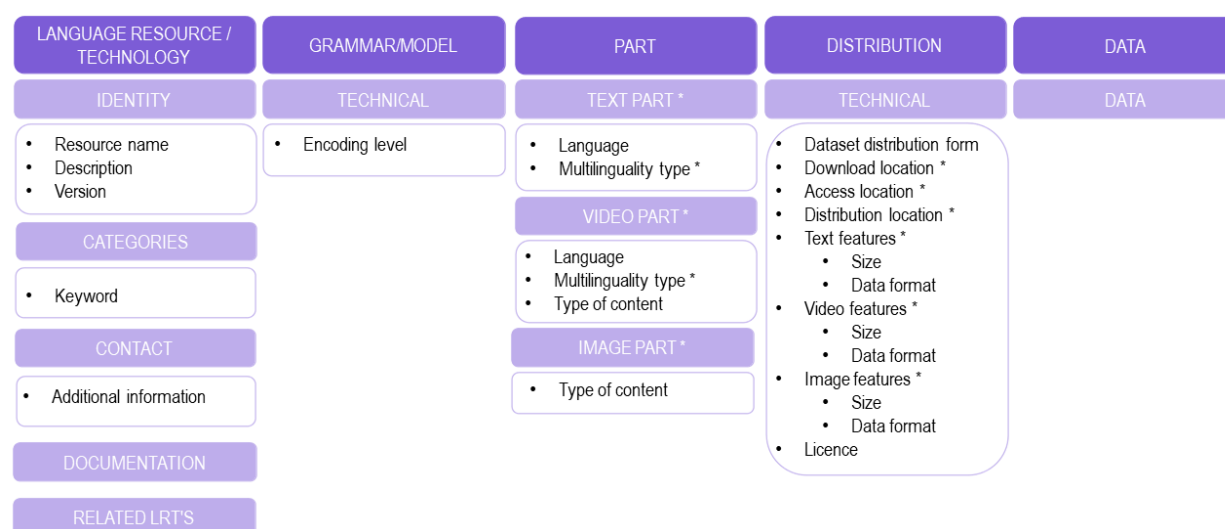 LANGUAGE RESOURCE /
TECHNOLOGY
IDENTITY
• Resource name
• Description
• Version
CATEGORIES
• Keyword
CONTACT
• Additional information
DOCUMENTATION
RELATED LRT'S
GRAMMAR/MODEL
TECHNICAL
• Encoding level
PART
TEXT PART *
• Language
• Multilinguality type *
VIDEO PART *
• Language
• Multilinguality type *
• Type of content
IMAGE PART *
• Type of content
DISTRIBUTION
TECHNICAL
• Dataset distribution form
• Download location *
• Access location *
• Distribution location *
• Text features *
• Size
• Data format
• Video features *
• Size
• Data format
• Image features *
• Size
• Data format
• Licence
DATA
DATA